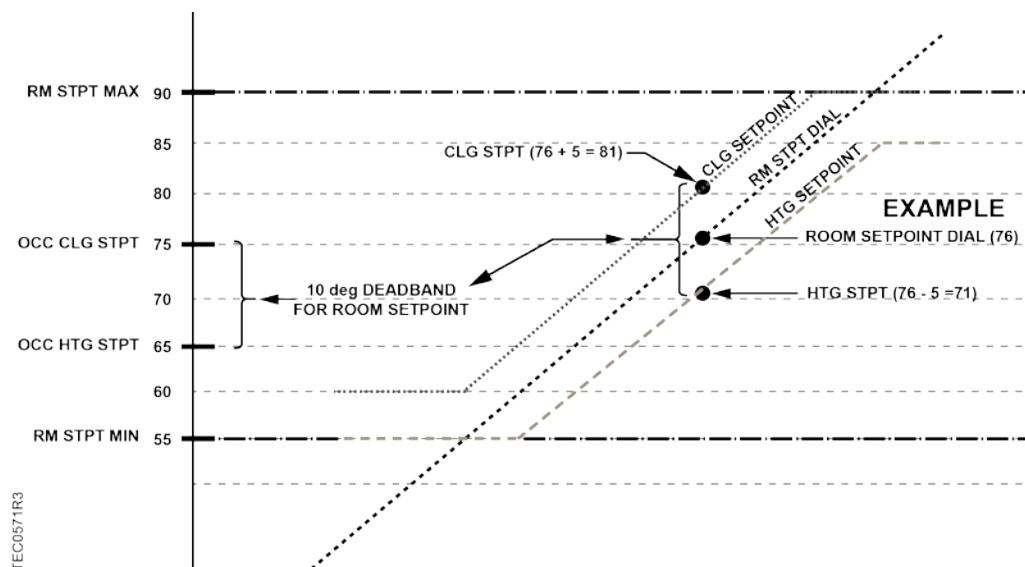 RM STPT MAX 90
85
CLG STPT (76 + 5 = 81)
CLG SETPOINT
RM STPT DIAL
HTG SETPOINT
80
EXAMPLE
OCC CLG STPT 75
ROOM SETPOINT DIAL (76)
10 deg DEADBAND
FOR ROOM SETPOINT
70
HTG STPT (76 - 5 =71)
OCC HTG STPT 65
60
RM STPT MIN 55
TEC0571R3